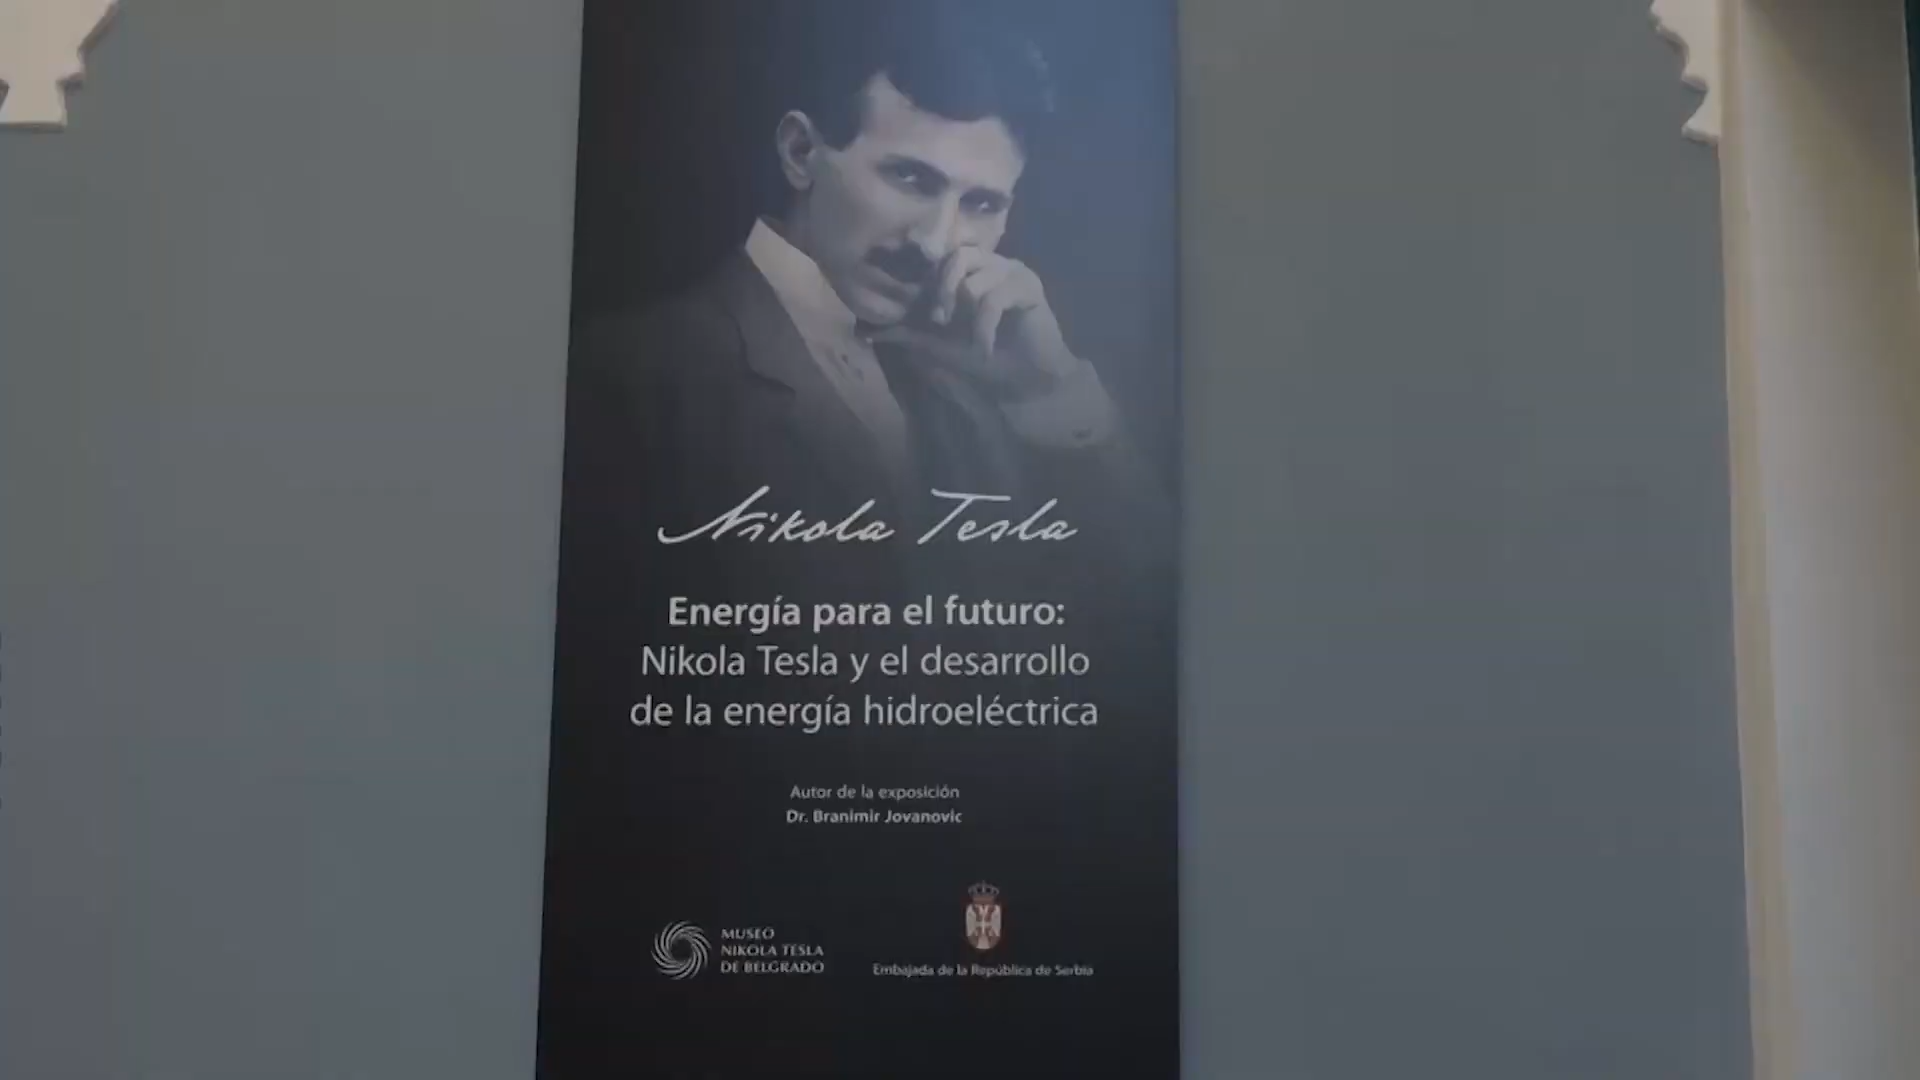 Nikola Tesla
Energía para el futuro:
Nikola Tesla y el desarrollo
de la energía hidroeléctrica
Autor de la exposición
Dr. Branimir Jovanovic
MUSEO
NIKOLA TESLA
DE BELGRADO
Embajada de la República de Serbia